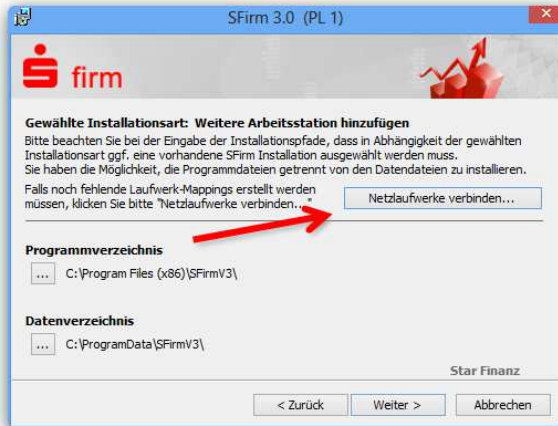 SFirm 3.0 (PL 1)
S firm
Gewählte Installationsart: Weitere Arbeitsstation hinzufügen
Bitte beachten Sie bei der Eingabe der Installationspfade, dass in Abhängigkeit der gewählten
Installationsart ggf. eine vorhandene SFirm Installation ausgewählt werden muss.
Sie haben die Möglichkeit, die Programmdateien getrennt von den Datendateien zu installieren.
Falls noch fehlende Laufwerk-Mappings erstellt werden
müssen, klicken Sie bitte "Netzlaufwerke verbinden..."
Netzlaufwerke verbinden...
Programmverzeichnis
... C:\Program Files (x86)\SFirmV3\
Datenverzeichnis
... C:\ProgramData\SFirmV3\
Star Finanz
< Zurück
Weiter >
Abbrechen